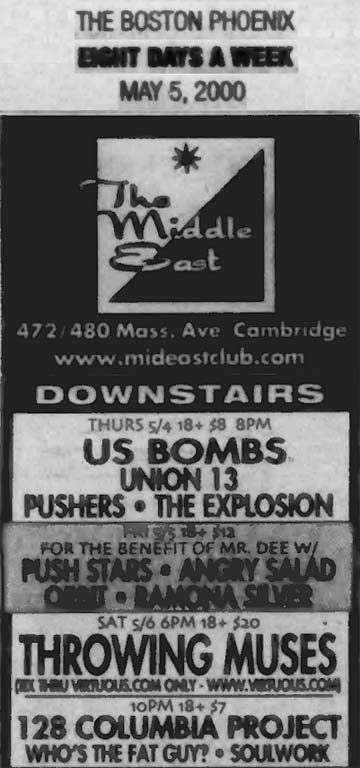 THE BOSTON PHOENIX
EIGHT DAYS A WEEK
MAY 5, 2000
The
Middle
East
472/480 Mass. Ave Cambridge
www.mideastclub.com
DOWNSTAIRS
THURS 5/4 18+ $8 8PM
US BOMBS
UNION 13
PUSHERS • THE EXPLOSION
FRI 5/5 18+ $12
FOR THE BENEFIT OF MR. DEE W/
PUSH STARS • ANGRY SALAD
ORBIT • RAMONA SILVER
SAT 5/6 6PM 18+ $20
THROWING MUSES
(TIX THRU VIRTUOUS.COM ONLY - WWW.VIRTUOUS.COM)
10PM 18+ $7
128 COLUMBIA PROJECT
WHO'S THE FAT GUY? • SOULWORK